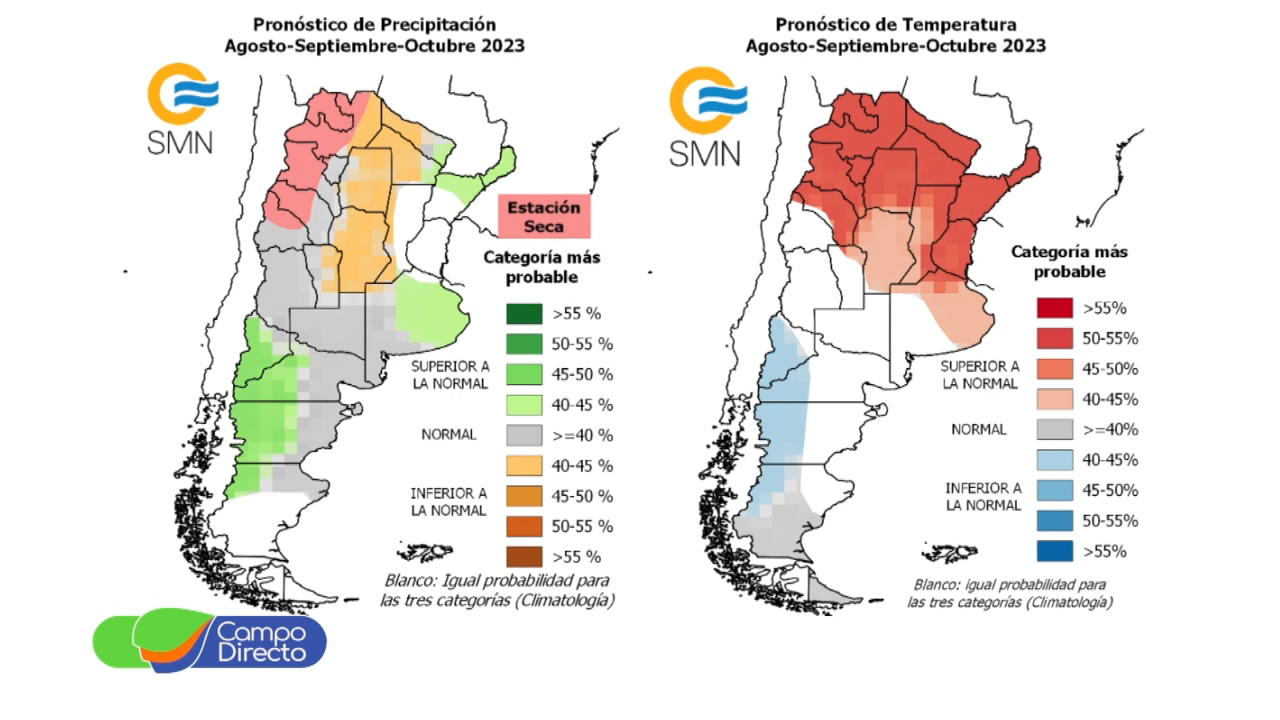 Pronóstico de Precipitación
Agosto-Septiembre-Octubre 2023
SMN
Estación
Seca
Categoría más
probable
>55 %
50-55 %
45-50 %
40-45 %
>=40 %
40-45 %
45-50 %
50-55 %
>55 %
SUPERIOR A
LA NORMAL
NORMAL
INFERIOR A
LA NORMAL
Blanco: Igual probabilidad para
las tres categorías (Climatología)
Campo
Directo
Pronóstico de Temperatura
Agosto-Septiembre-Octubre 2023
SMN
Categoría más
probable
>55%
50-55%
45-50%
40-45%
>=40%
40-45%
45-50%
50-55%
>55%
SUPERIOR A
LA NORMAL
NORMAL
INFERIOR A
LA NORMAL
Blanco: igual probabilidad para
las tres categorías (Climatología)